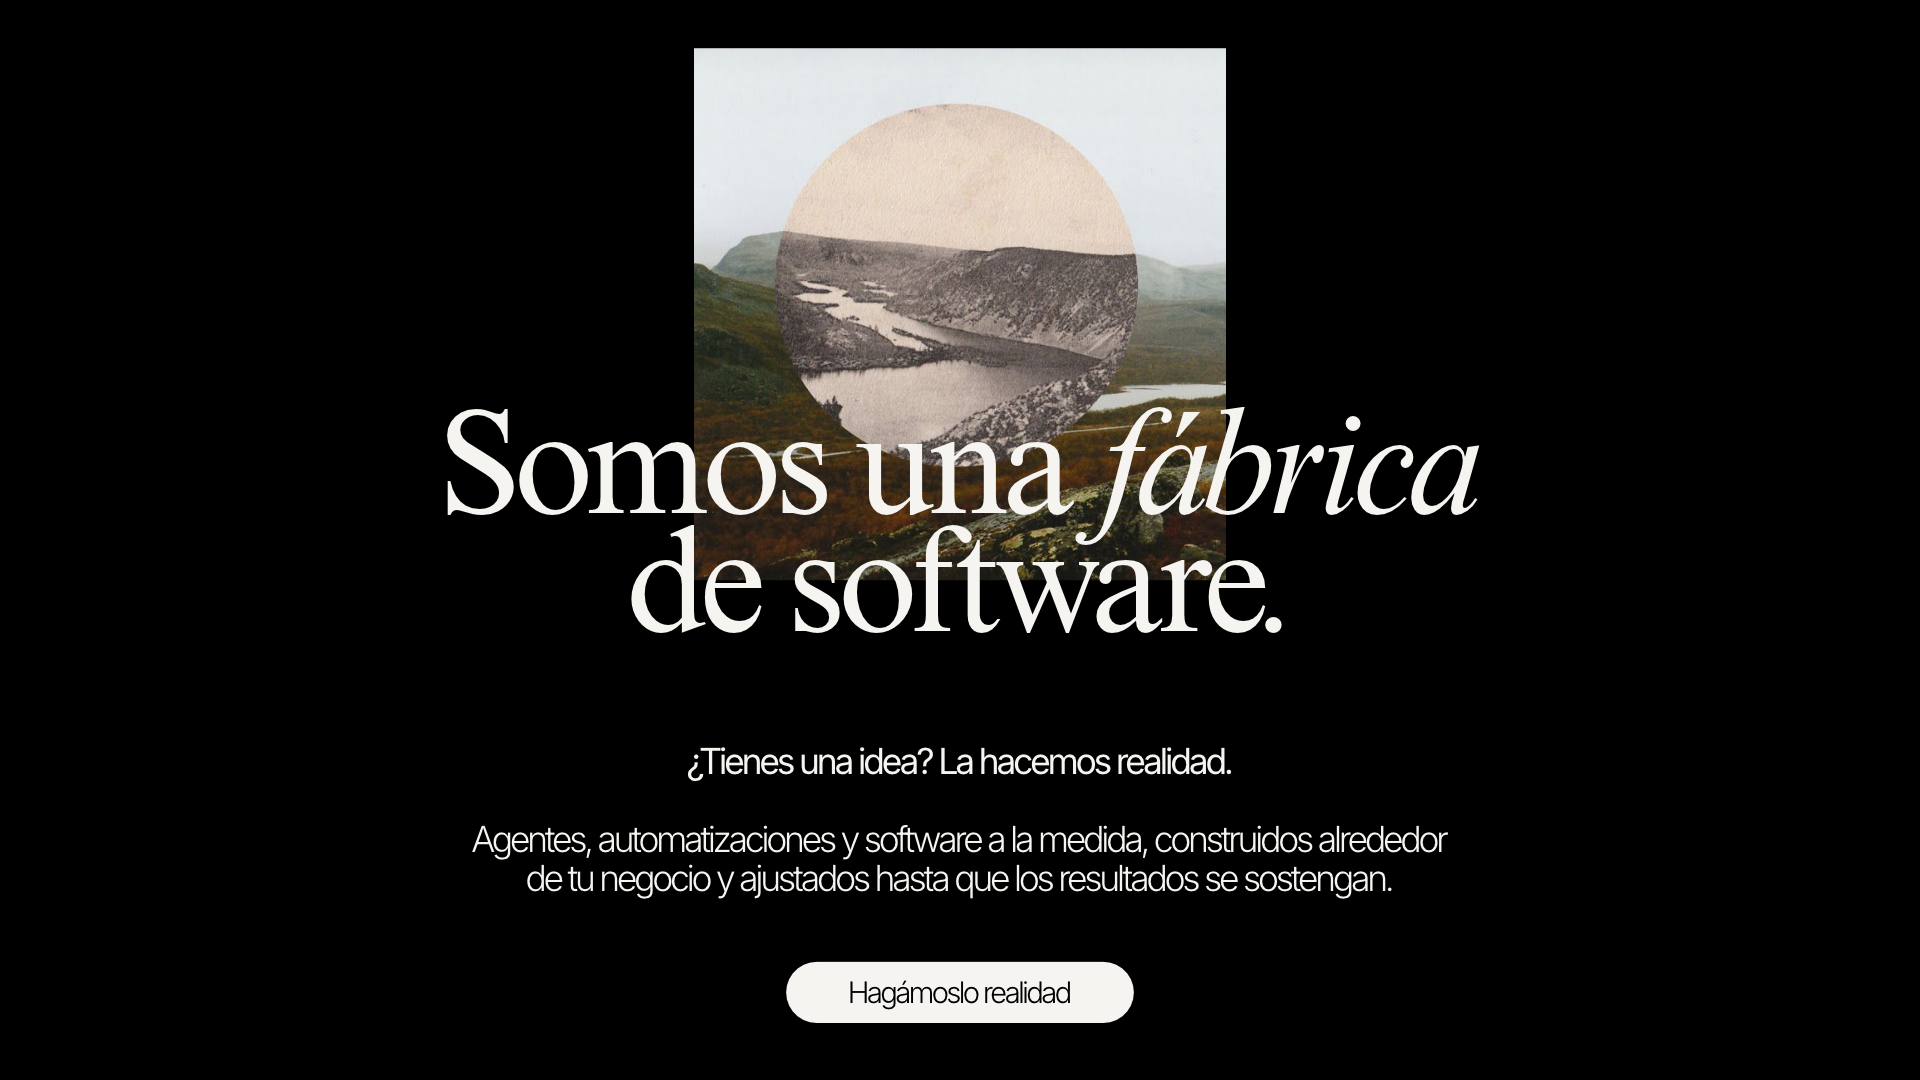 Somos una fábrica
de software.
¿Tienes una idea? La hacemos realidad.
Agentes, automatizaciones y software a la medida, construidos alrededor
de tu negocio y ajustados hasta que los resultados se sostengan.
Hagámoslo realidad